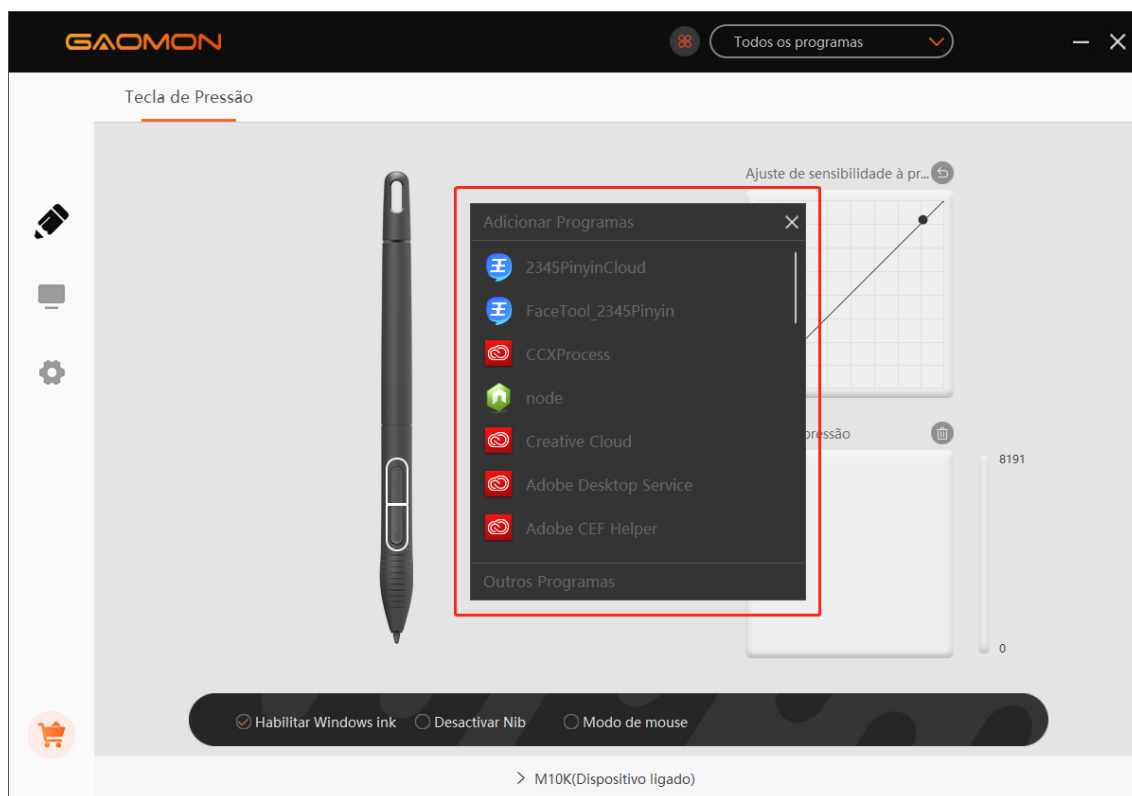 GAOMON
Todos os programas
Tecla de Pressão
Ajuste de sensibilidade à pr...
Adicionar Programas
2345PinyinCloud
FaceTool_2345Pinyin
CCXProcess
node
Creative Cloud
Adobe Desktop Service
Adobe CEF Helper
Outros Programas
8191
0
Habilitar Windows ink
Desactivar Nib
Modo de mouse
M10K(Dispositivo ligado)